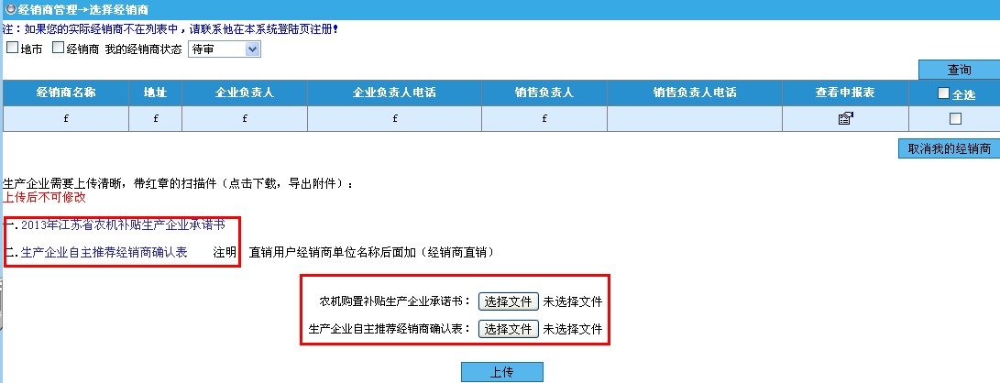 经销商管理→选择经销商
注：如果您的实际经销商不在列表中，请联系他在本系统登陆页注册！
地市 经销商 我的经销商状态 待审
查询
经销商名称 地址 企业负责人 企业负责人电话 销售负责人 销售负责人电话 查看申报表 全选
f f f f f
取消我的经销商
生产企业需要上传清晰，带红章的扫描件（点击下载，导出附件）：
上传后不可修改
一.2013年江苏省农机补贴生产企业承诺书
二.生产企业自主推荐经销商确认表 注明 直销用户经销商单位名称后面加（经销商直销）
农机购置补贴生产企业承诺书： 选择文件 未选择文件
生产企业自主推荐经销商确认表： 选择文件 未选择文件
上传